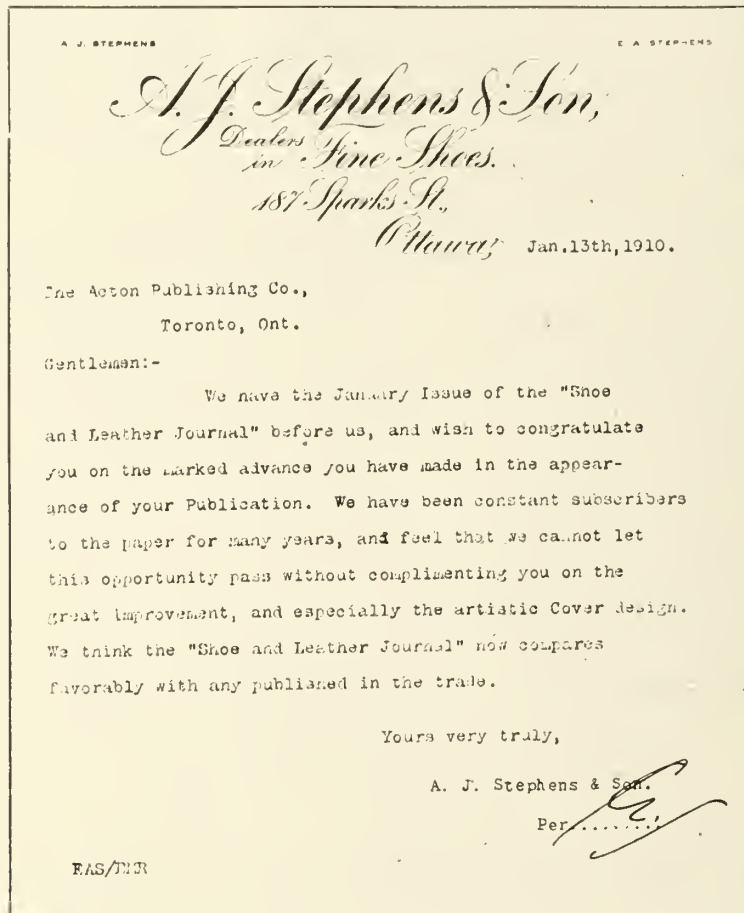 A. J. STEPHENS E. A. STEPHENS
A. J. Stephens & Son,
Dealers
in Fine Shoes.
187 Sparks St.,
Ottawa, Jan.13th,1910.
The Acton Publishing Co.,
Toronto, Ont.
Gentlemen:-
We have the January Issue of the "Shoe
and Leather Journal" before us, and wish to congratulate
you on the marked advance you have made in the appear-
ance of your Publication. We have been constant subscribers
to the paper for many years, and feel that we cannot let
this opportunity pass without complimenting you on the
great improvement, and especially the artistic Cover design.
We think the "Shoe and Leather Journal" now compares
favorably with any published in the trade.
Yours very truly,
A. J. Stephens & Son.
Per.........